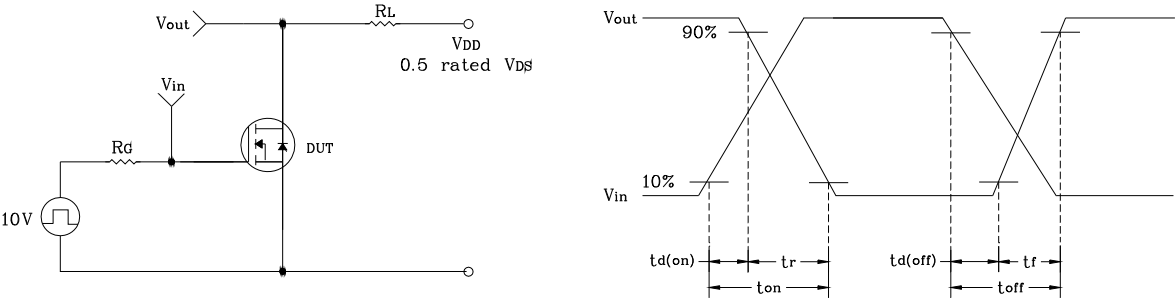 Vout
RL
VDD
0.5 rated VDS
Vin
RG
DUT
10V
Vout
90%
10%
Vin
td(on)
tr
ton
td(off)
tf
toff